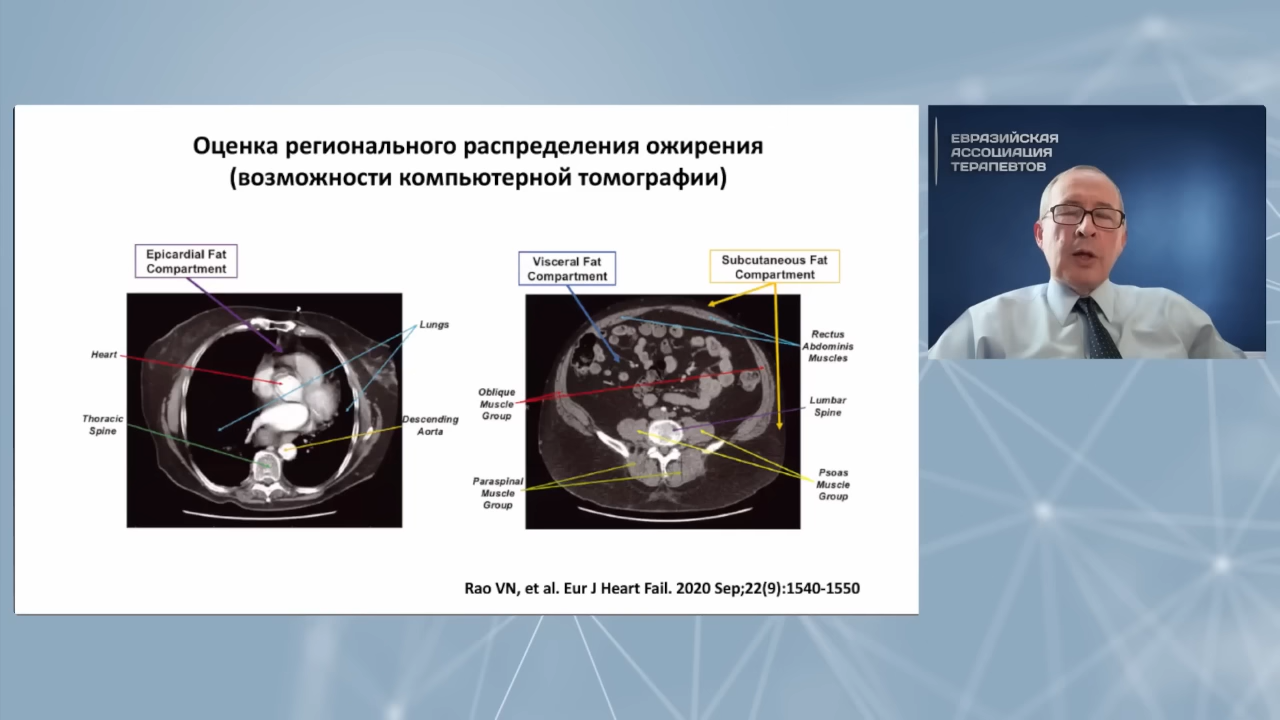 Оценка регионального распределения ожирения
(возможности компьютерной томографии)
Epicardial Fat
Compartment
Lungs
Heart
Thoracic
Spine
Descending
Aorta
Visceral Fat
Compartment
Subcutaneous Fat
Compartment
Rectus
Abdominis
Muscles
Oblique
Muscle
Group
Lumbar
Spine
Paraspinal
Muscle
Group
Psoas
Muscle
Group
Rao VN, et al. Eur J Heart Fail. 2020 Sep;22(9):1540-1550
ЕВРАЗИЙСКАЯ
АССОЦИАЦИЯ
ТЕРАПЕВТОВ